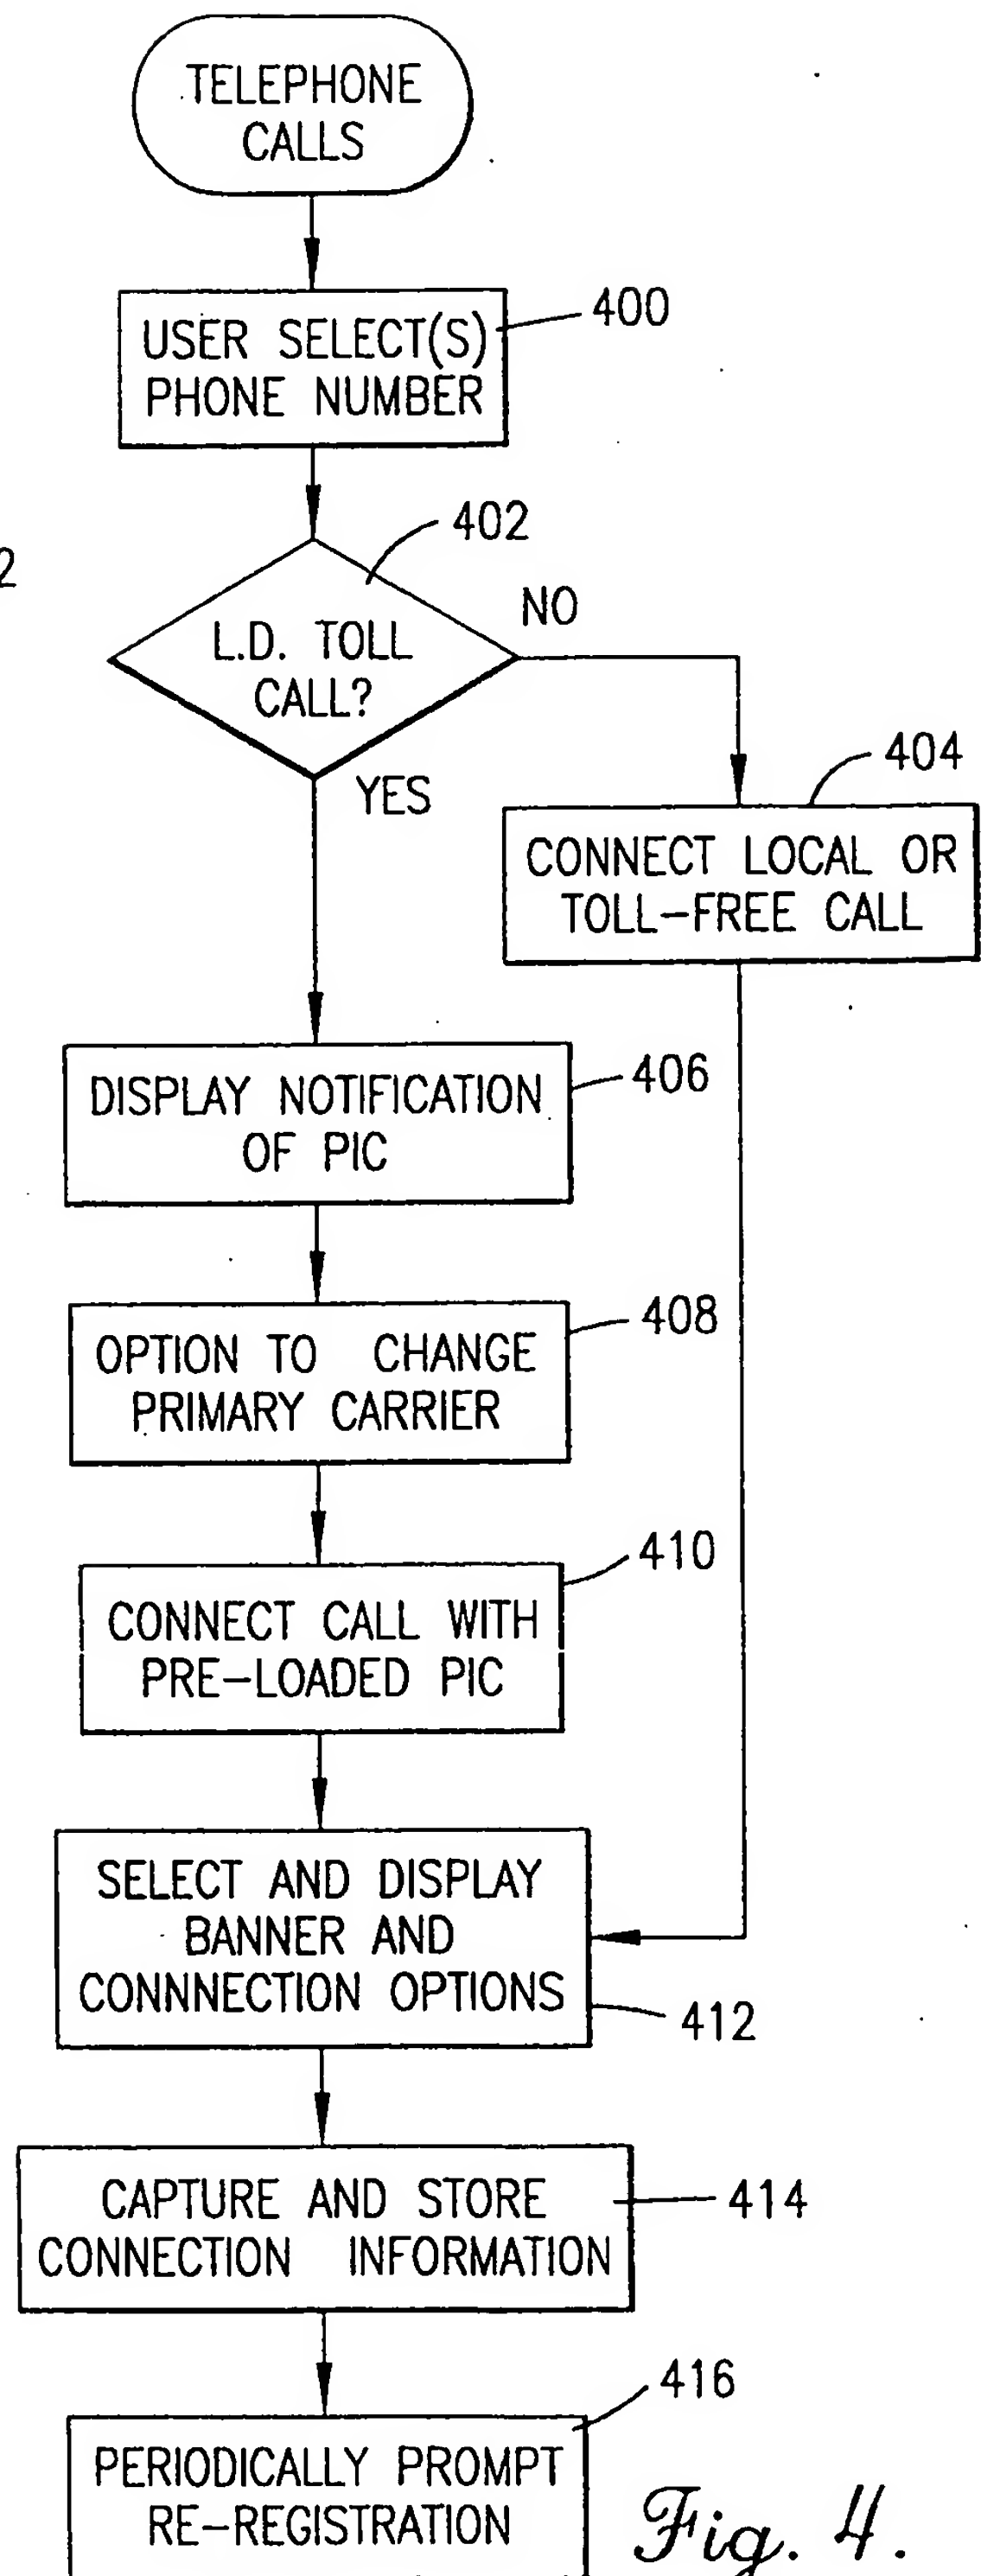 TELEPHONE
CALLS
400
USER SELECT(S)
PHONE NUMBER
402
2
NO
L.D. TOLL
CALL?
YES
404
CONNECT LOCAL OR
TOLL-FREE CALL
406
DISPLAY NOTIFICATION
OF PIC
408
OPTION TO CHANGE
PRIMARY CARRIER
410
CONNECT CALL WITH
PRE-LOADED PIC
SELECT AND DISPLAY
BANNER AND
CONNNECTION OPTIONS
412
CAPTURE AND STORE
CONNECTION INFORMATION
414
416
PERIODICALLY PROMPT
RE-REGISTRATION
Fig. 4.